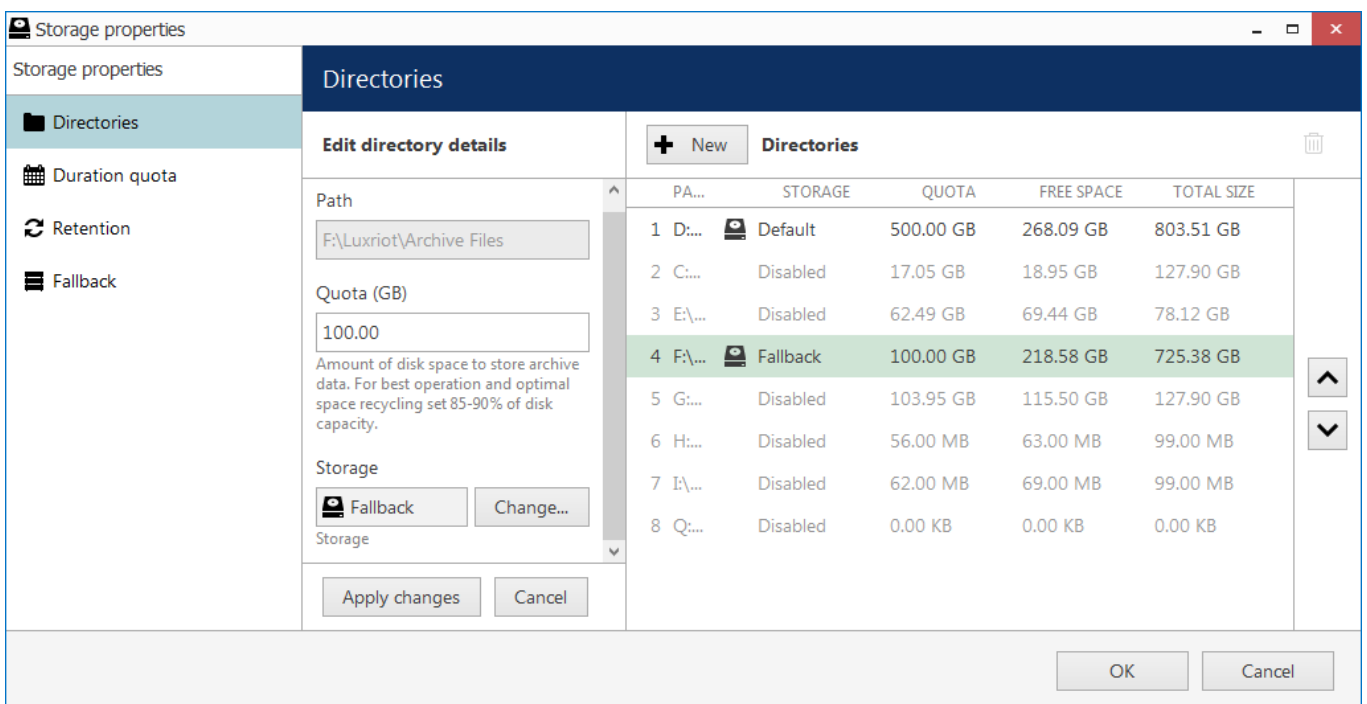 Storage properties
Storage properties
Directories
Duration quota
Retention
Fallback
Directories
Edit directory details
Path
F:\Luxriot\Archive Files
Quota (GB)
100.00
Amount of disk space to store archive
data. For best operation and optimal
space recycling set 85-90% of disk
capacity.
Storage
Fallback Change...
Storage
Apply changes Cancel
New Directories
PA... STORAGE QUOTA FREE SPACE TOTAL SIZE
1 D:... Default 500.00 GB 268.09 GB 803.51 GB
2 C:... Disabled 17.05 GB 18.95 GB 127.90 GB
3 E:\... Disabled 62.49 GB 69.44 GB 78.12 GB
4 F:\... Fallback 100.00 GB 218.58 GB 725.38 GB
5 G:... Disabled 103.95 GB 115.50 GB 127.90 GB
6 H:... Disabled 56.00 MB 63.00 MB 99.00 MB
7 I:\... Disabled 62.00 MB 69.00 MB 99.00 MB
8 Q:... Disabled 0.00 KB 0.00 KB 0.00 KB
OK Cancel